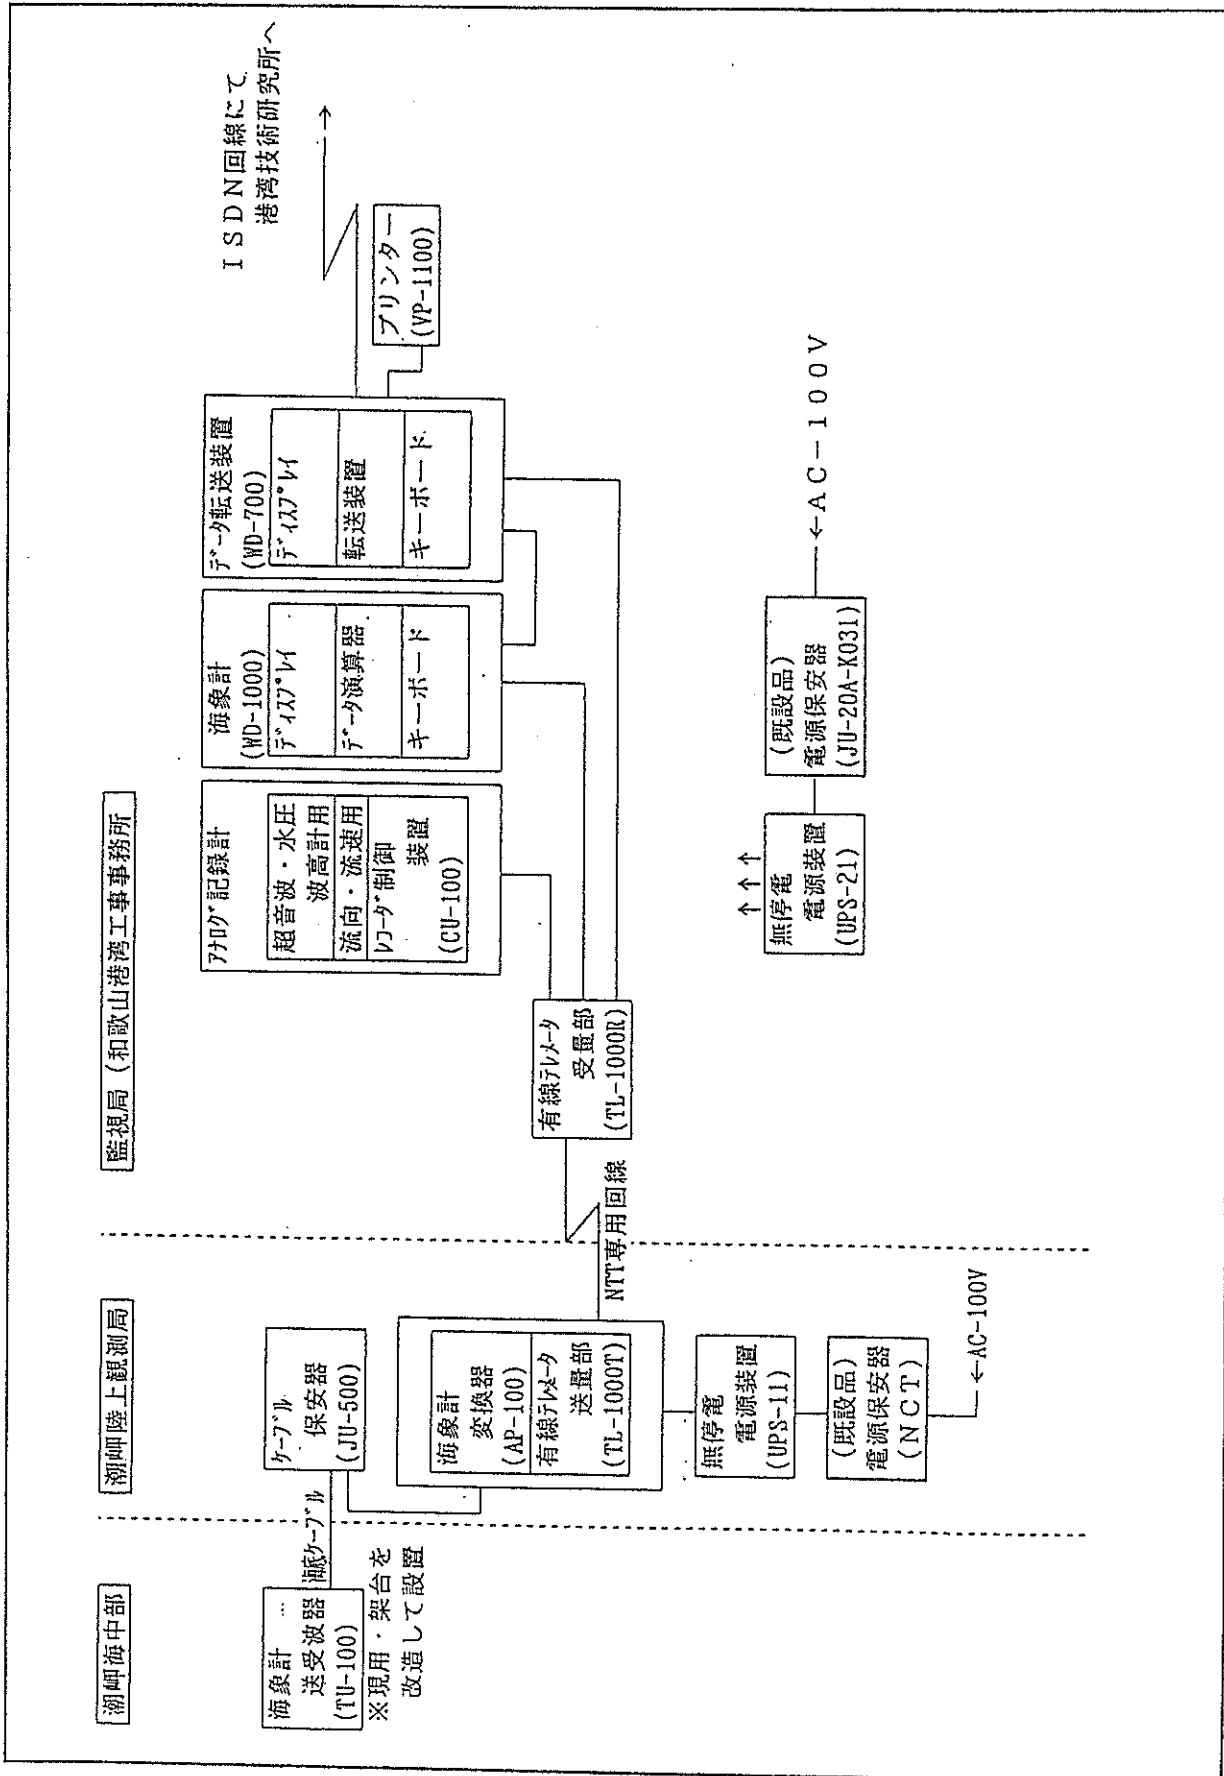 潮岬海中部
海象計
送受波器
(TU-100)
※現用・架台を
改造して設置
海底ケーブル
潮岬陸上観測局
ケーブル
保安器
(JU-500)
海象計
変換器
(AP-100)
有線テレメータ
送量部
(TL-1000T)
無停電
電源装置
(UPS-11)
(既設品)
電源保安器
(NCT)
←AC-100V
NTT専用回線
監視局(和歌山港湾工事事務所
有線テレメータ
受量部
(TL-1000R)
アナログ記録計
超音波・水圧
波高計用
流向・流速用
レコーダ制御
装置
(CU-100)
海象計
(WD-1000)
ディスプレイ
データ演算器
キーボード
データ転送装置
(WD-700)
ディスプレイ
転送装置
キーボード
プリンター
(VP-1100)
ISDN回線にて
港湾技術研究所へ
→
↑↑↑
無停電
電源装置
(UPS-21)
(既設品)
電源保安器
(JU-20A-K031)
←AC-100V